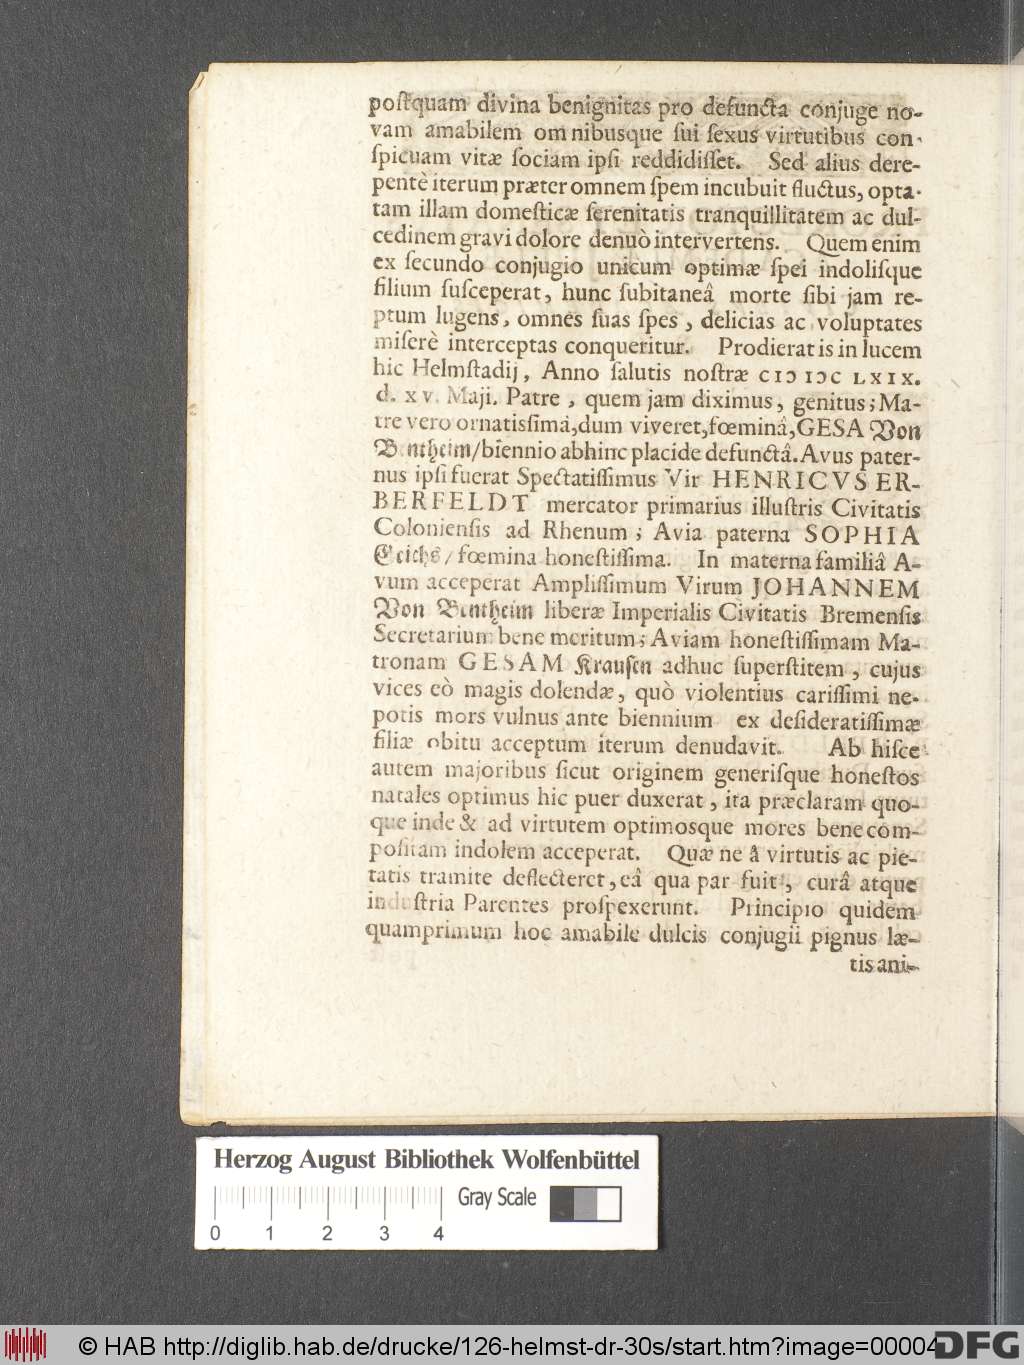 poſtquam divina benignitas pro defuncta conjuge no-
vam amabilem omnibusque ſui ſexus virtutibus con-
ſpicuam vitæ ſociam ipſi reddidiſſet. Sed alius dere-
pentè iterum præter omnem ſpem incubuit fluctus, opta-
tam illam domeſticæ ſerenitatis tranquillitatem ac dul-
cedinem gravi dolore denuò intervertens. Quem enim
ex ſecundo conjugio unicum optimæ ſpei indoliſque
filium ſuſceperat, hunc ſubitaneâ morte ſibi jam re-
ptum lugens, omnes ſuas ſpes, delicias ac voluptates
miſerè interceptas conqueritur. Prodierat is in lucem
hic Helmſtadij, Anno ſalutis noſtræ CIↃ IↃC LXIX.
d. XV. Maji. Patre, quem jam diximus, genitus; Ma-
tre vero ornatiſſimâ, dum viveret, fœminâ, GESA Von
Bentheim/ biennio abhinc placide defunctâ. Avus pater-
nus ipſi fuerat Spectatiſſimus Vir HENRICVS ER-
BERFELDT mercator primarius illuſtris Civitatis
Colonienſis ad Rhenum; Avia paterna SOPHIA
/ fœmina honeſtiſſima. In materna familiâ A-
vum acceperat Ampliſſimum Virum JOHANNEM
Von Bentheim liberæ Imperialis Civitatis Bremenſis
Secretarium bene meritum; Aviam honeſtiſſimam Ma-
tronam GESAM Krauſen adhuc ſuperſtitem, cujus
vices eò magis dolendæ, quò violentius cariſſimi ne-
potis mors vulnus ante biennium ex deſideratiſſimæ
filiæ obitu acceptum iterum denudavit. Ab hiſce
autem majoribus ſicut originem generiſque honeſtos
natales optimus hic puer duxerat, ita præclaram quo-
que inde & ad virtutem optimosque mores bene com-
poſitam indolem acceperat. Quæ ne â virtutis ac pie-
tatis tramite deflecteret, eâ qua par fuit, curâ atque
induſtria Parentes proſpexerunt. Principio quidem
quamprimum hoc amabile dulcis conjugii pignus læ-
tis ani-
Herzog August Bibliothek Wolfenbüttel
Gray Scale
0 1 2 3 4
© HAB http://diglib.hab.de/drucke/126-helmst-dr-30s/start.htm?image=00004
DFG